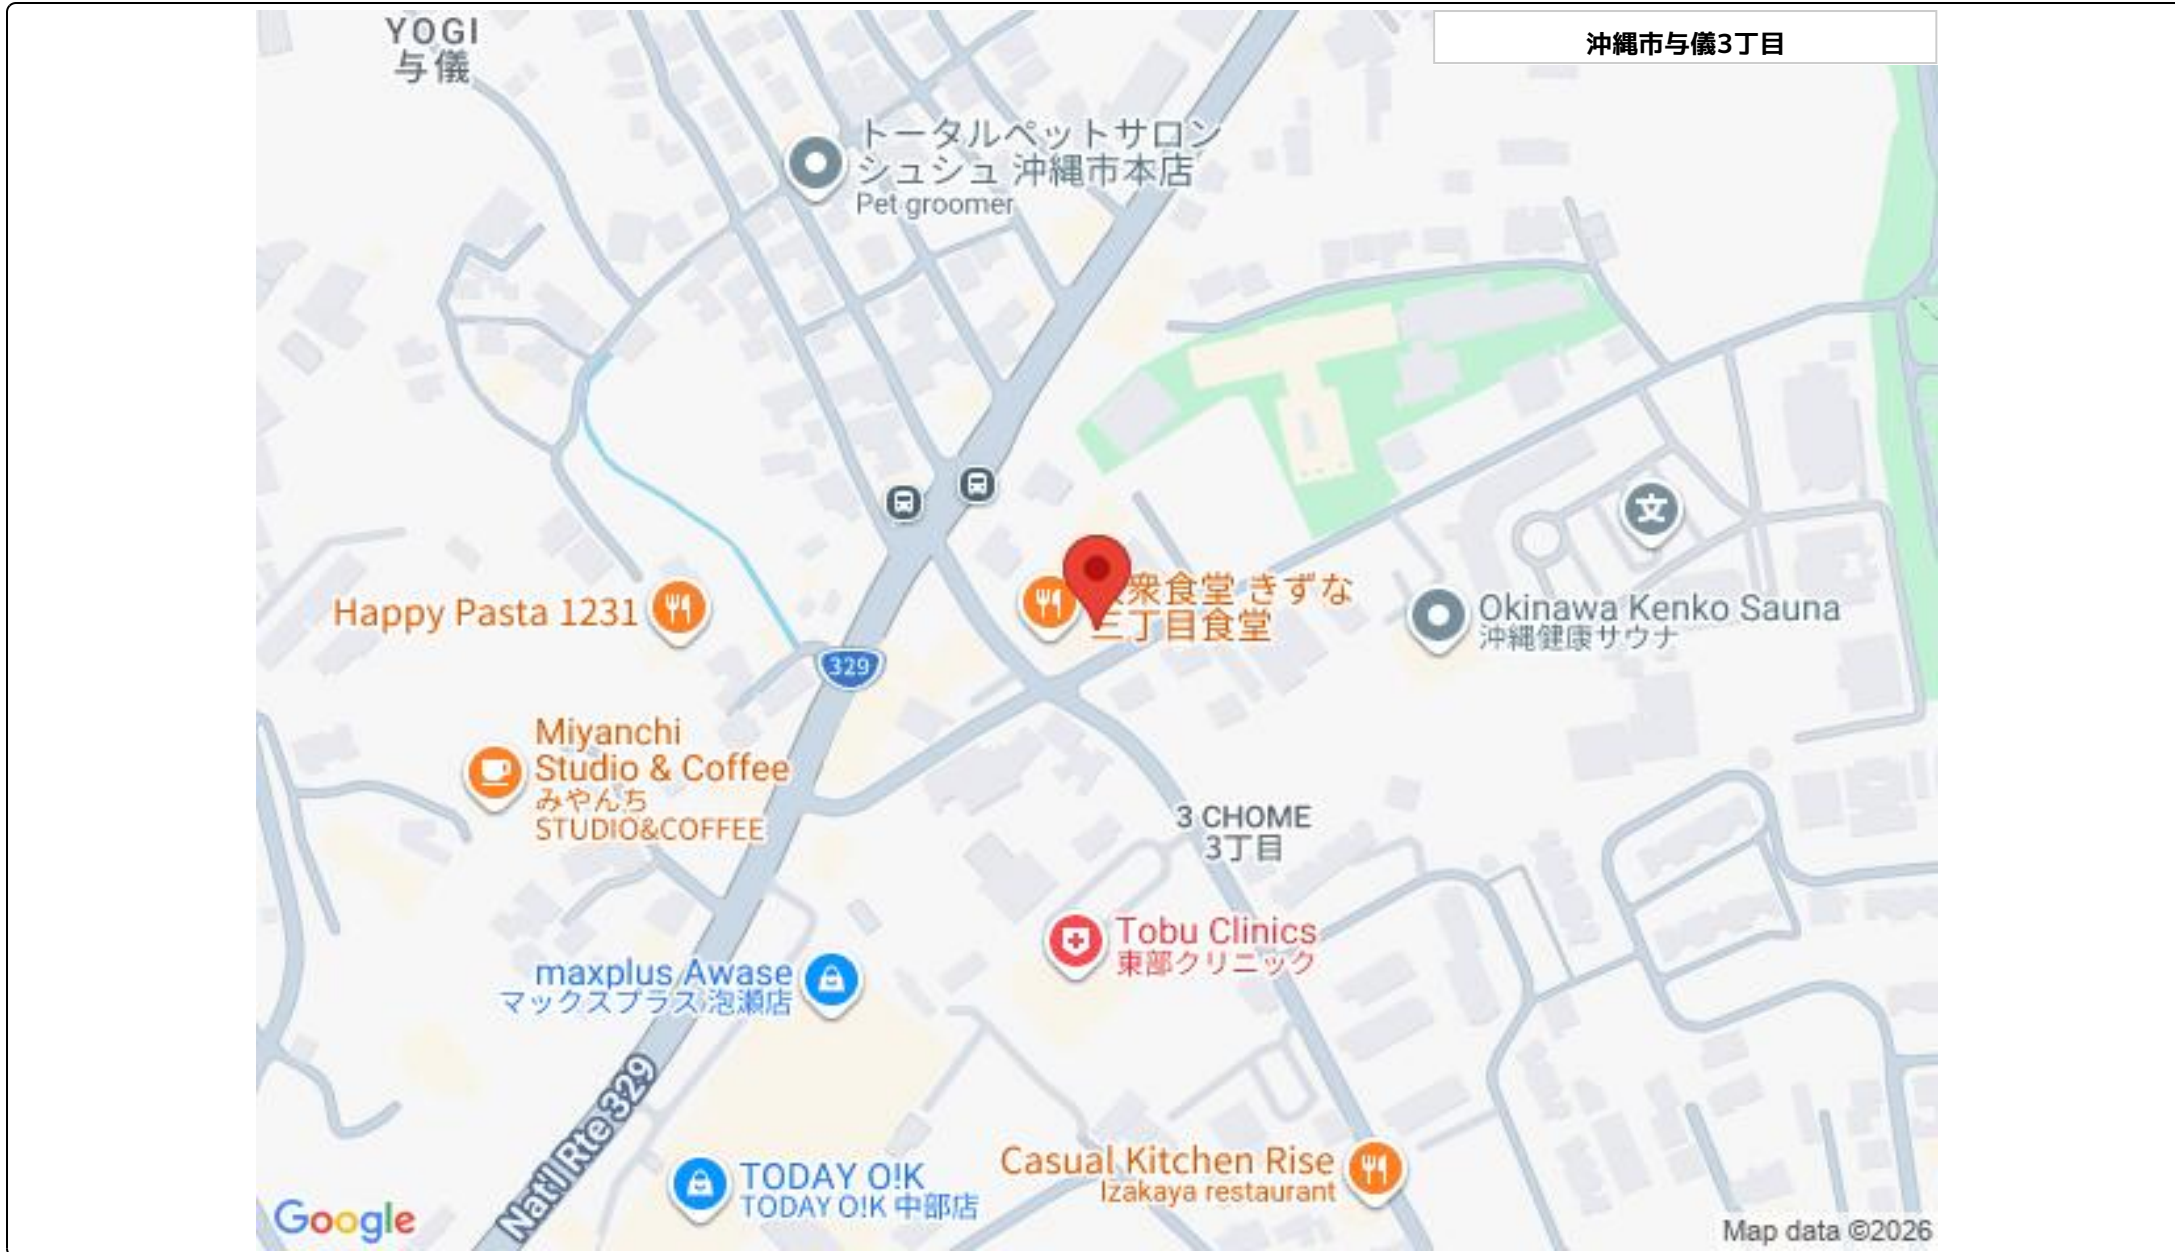 YOGI
与儀
沖縄市与儀3丁目
トータルペットサロン
シュシュ 沖縄市本店
Pet groomer
衆食堂 きずな
三丁目食堂
Happy Pasta 1231
Okinawa Kenko Sauna
沖縄健康サウナ
文
329
Miyanchi
Studio & Coffee
みやんち
STUDIO&COFFEE
3 CHOME
3丁目
Tobu Clinics
東部クリニック
maxplus Awase
マックスプラス 泡瀬店
Nat'l Rte 329
TODAY O!K
TODAY O!K 中部店
Casual Kitchen Rise
Izakaya restaurant
Google
Map data ©2026